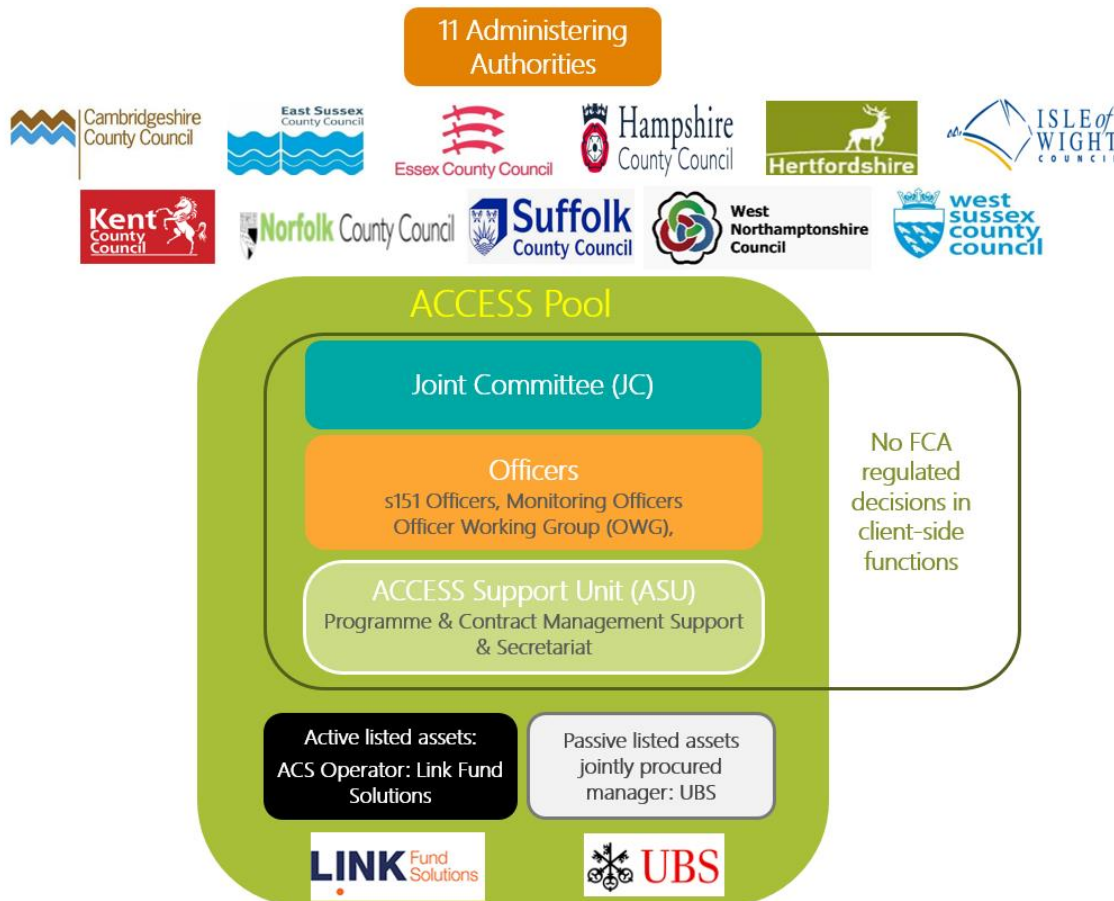 11 Administering
Authorities
Cambridgeshire
County Council
East Sussex
County Council
Essex County Council
Hampshire
County Council
Hertfordshire
ISLE of
WIGHT
COUNCIL
Kent
County
Council
Norfolk County Council
Suffolk
County Council
West
Northamptonshire
Council
west
sussex
county
council
ACCESS Pool
Joint Committee (JC)
Officers
s151 Officers, Monitoring Officers
Officer Working Group (OWG),
ACCESS Support Unit (ASU)
Programme & Contract Management Support
& Secretariat
No FCA
regulated
decisions in
client-side
functions
Active listed assets:
ACS Operator: Link Fund
Solutions
Passive listed assets
jointly procured
manager: UBS
LINK Fund
Solutions
UBS